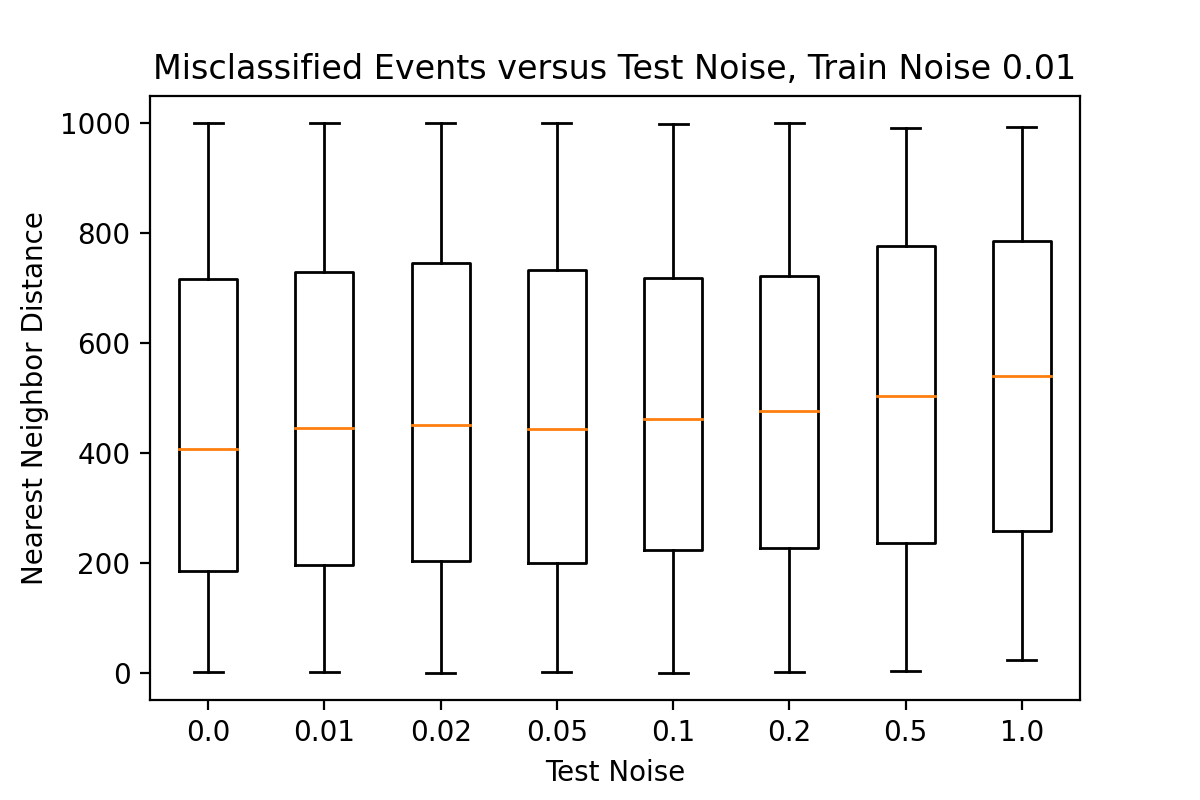 Misclassified Events versus Test Noise, Train Noise 0.01
Nearest Neighbor Distance
1000
800
600
400
200
0
0.0 0.01 0.02 0.05 0.1 0.2 0.5 1.0
Test Noise